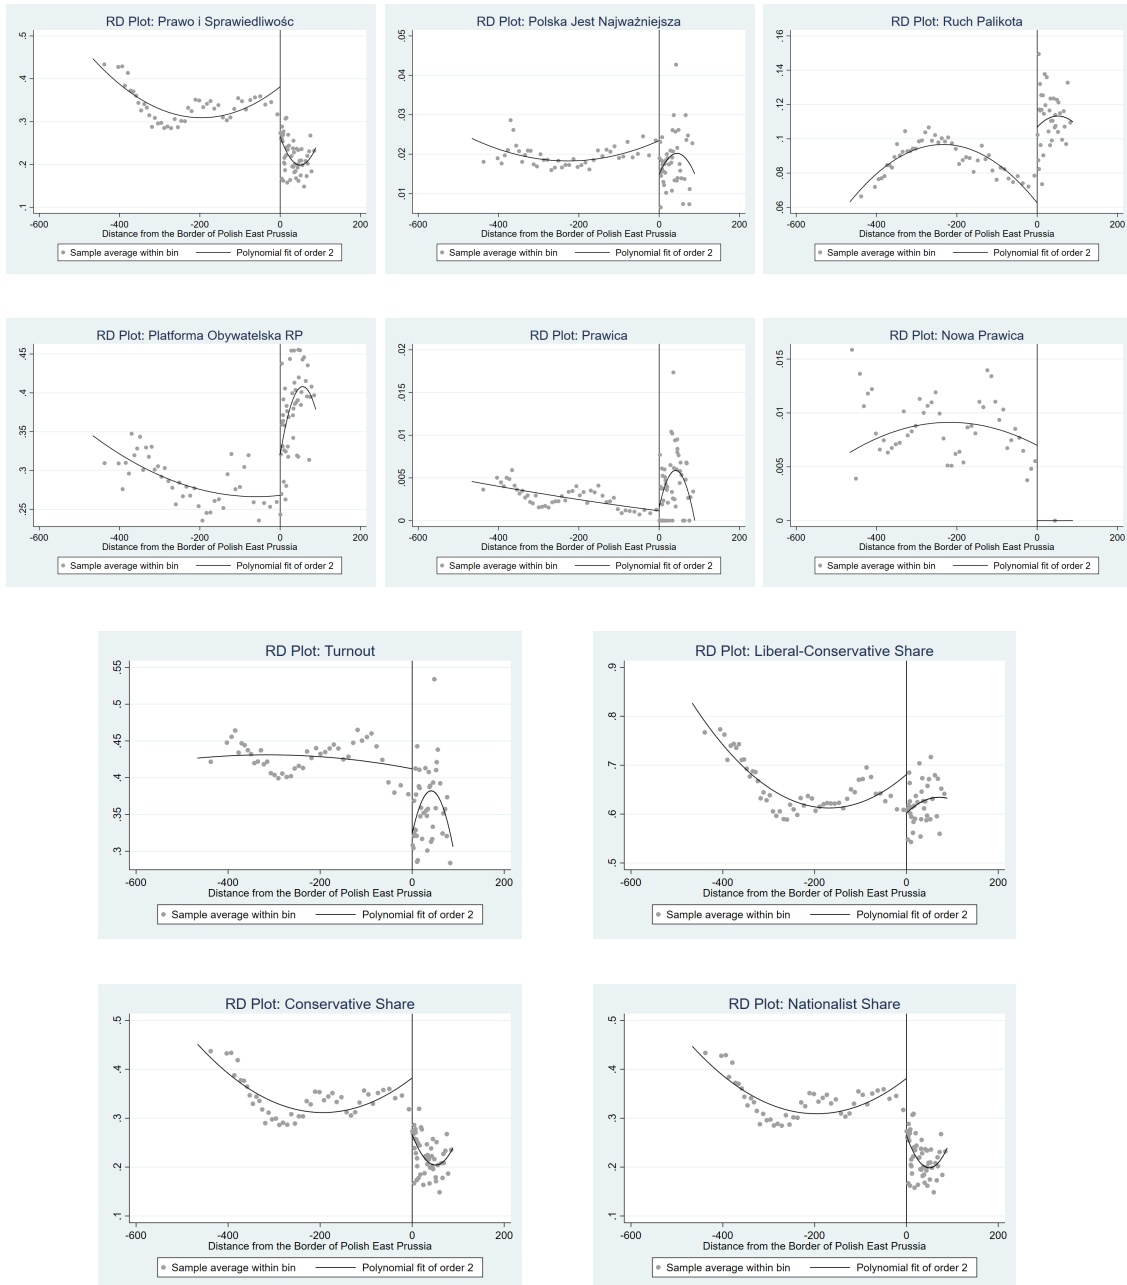 RD Plot: Prawo i Sprawiedliwośc
.5
.4
.3
.2
.1
-600 -400 -200 0 200
Distance from the Border of Polish East Prussia
Sample average within bin Polynomial fit of order 2
RD Plot: Polska Jest Najważniejsza
.05
.04
.03
.02
.01
-600 -400 -200 0 200
Distance from the Border of Polish East Prussia
Sample average within bin Polynomial fit of order 2
RD Plot: Ruch Palikota
.16
.14
.12
.1
.08
.06
-600 -400 -200 0 200
Distance from the Border of Polish East Prussia
Sample average within bin Polynomial fit of order 2
RD Plot: Platforma Obywatelska RP
.45
.4
.35
.3
.25
-600 -400 -200 0 200
Distance from the Border of Polish East Prussia
Sample average within bin Polynomial fit of order 2
RD Plot: Prawica
.02
.015
.01
.005
0
-600 -400 -200 0 200
Distance from the Border of Polish East Prussia
Sample average within bin Polynomial fit of order 2
RD Plot: Nowa Prawica
.015
.01
.005
0
-600 -400 -200 0 200
Distance from the Border of Polish East Prussia
Sample average within bin Polynomial fit of order 2
RD Plot: Turnout
.55
.5
.45
.4
.35
.3
-600 -400 -200 0 200
Distance from the Border of Polish East Prussia
Sample average within bin Polynomial fit of order 2
RD Plot: Liberal-Conservative Share
.9
.8
.7
.6
.5
-600 -400 -200 0 200
Distance from the Border of Polish East Prussia
Sample average within bin Polynomial fit of order 2
RD Plot: Conservative Share
.5
.4
.3
.2
.1
-600 -400 -200 0 200
Distance from the Border of Polish East Prussia
Sample average within bin Polynomial fit of order 2
RD Plot: Nationalist Share
.5
.4
.3
.2
.1
-600 -400 -200 0 200
Distance from the Border of Polish East Prussia
Sample average within bin Polynomial fit of order 2